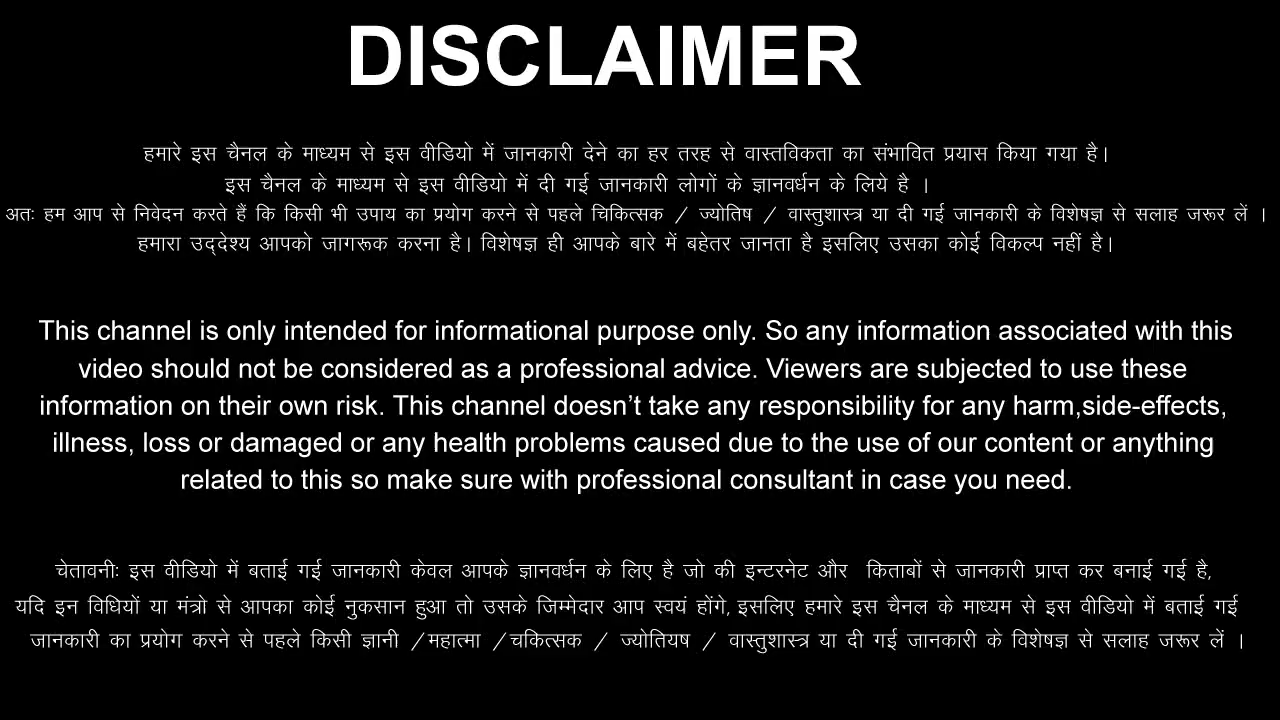 DISCLAIMER
हमारे इस चैनल के माध्यम से इस वीडियो में जानकारी देने का हर तरह से वास्तविकता का संभावित प्रयास किया गया है।
इस चैनल के माध्यम से इस वीडियो में दी गई जानकारी लोगों के ज्ञानवर्धन के लिये है ।
अतः हम आप से निवेदन करते हैं कि किसी भी उपाय का प्रयोग करने से पहले चिकित्सक / ज्योतिष / वास्तुशास्त्र या दी गई जानकारी के विशेषज्ञ से सलाह जरूर लें ।
हमारा उद्देश्य आपको जागरूक करना है। विशेषज्ञ ही आपके बारे में बहेतर जानता है इसलिए उसका कोई विकल्प नहीं है।
This channel is only intended for informational purpose only. So any information associated with this
video should not be considered as a professional advice. Viewers are subjected to use these
information on their own risk. This channel doesn’t take any responsibility for any harm,side-effects,
illness, loss or damaged or any health problems caused due to the use of our content or anything
related to this so make sure with professional consultant in case you need.
चेतावनीः इस वीडियो में बताई गई जानकारी केवल आपके ज्ञानवर्धन के लिए है जो की इन्टरनेट और किताबों से जानकारी प्राप्त कर बनाई गई है,
यदि इन विधियों या मंत्रो से आपका कोई नुकसान हुआ तो उसके जिम्मेदार आप स्वयं होंगे, इसलिए हमारे इस चैनल के माध्यम से इस वीडियो में बताई गई
जानकारी का प्रयोग करने से पहले किसी ज्ञानी /महात्मा /चकित्सक / ज्योतियष / वास्तुशास्त्र या दी गई जानकारी के विशेषज्ञ से सलाह जरूर लें ।